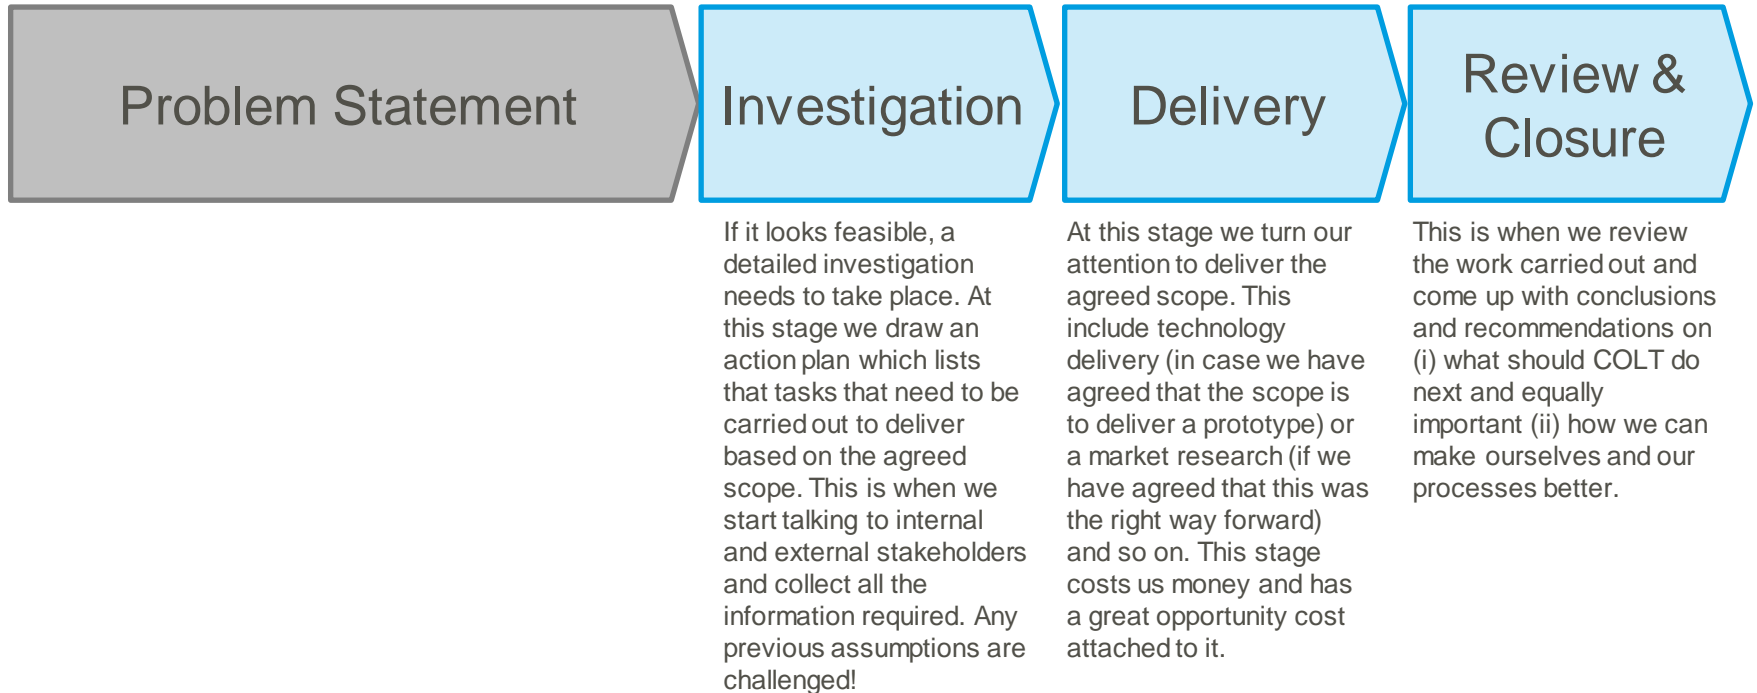 Problem Statement
Investigation
Delivery
Review &
Closure
If it looks feasible, a
detailed investigation
needs to take place. At
this stage we draw an
action plan which lists
that tasks that need to be
carried out to deliver
based on the agreed
scope. This is when we
start talking to internal
and external stakeholders
and collect all the
information required. Any
previous assumptions are
challenged!
At this stage we turn our
attention to deliver the
agreed scope. This
include technology
delivery (in case we have
agreed that the scope is
to deliver a prototype) or
a market research (if we
have agreed that this was
the right way forward)
and so on. This stage
costs us money and has
a great opportunity cost
attached to it.
This is when we review
the work carried out and
come up with conclusions
and recommendations on
(i) what should COLT do
next and equally
important (ii) how we can
make ourselves and our
processes better.